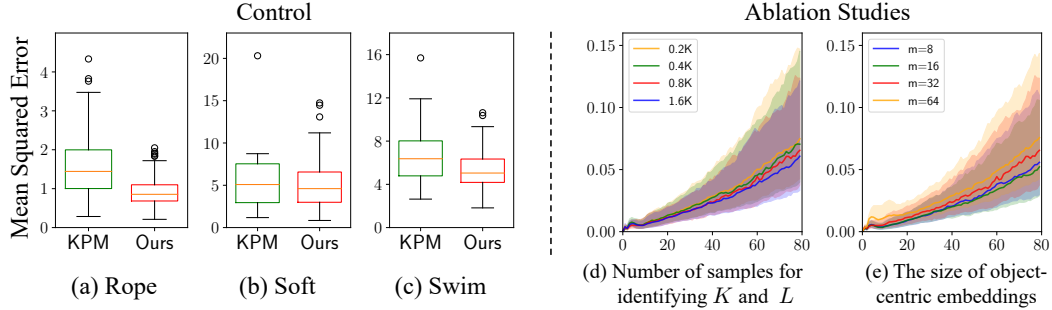 Control
Ablation Studies
Mean Squared Error
4
3
2
1
0
KPM Ours
(a) Rope
20
15
10
5
0
KPM Ours
(b) Soft
16
12
8
4
0
KPM Ours
(c) Swim
0.15
0.10
0.05
0.00
0.2K
0.4K
0.8K
1.6K
0 20 40 60 80
(d) Number of samples for
identifying K and L
0.15
0.10
0.05
0.00
m=8
m=16
m=32
m=64
0 20 40 60 80
(e) The size of object-
centric embeddings